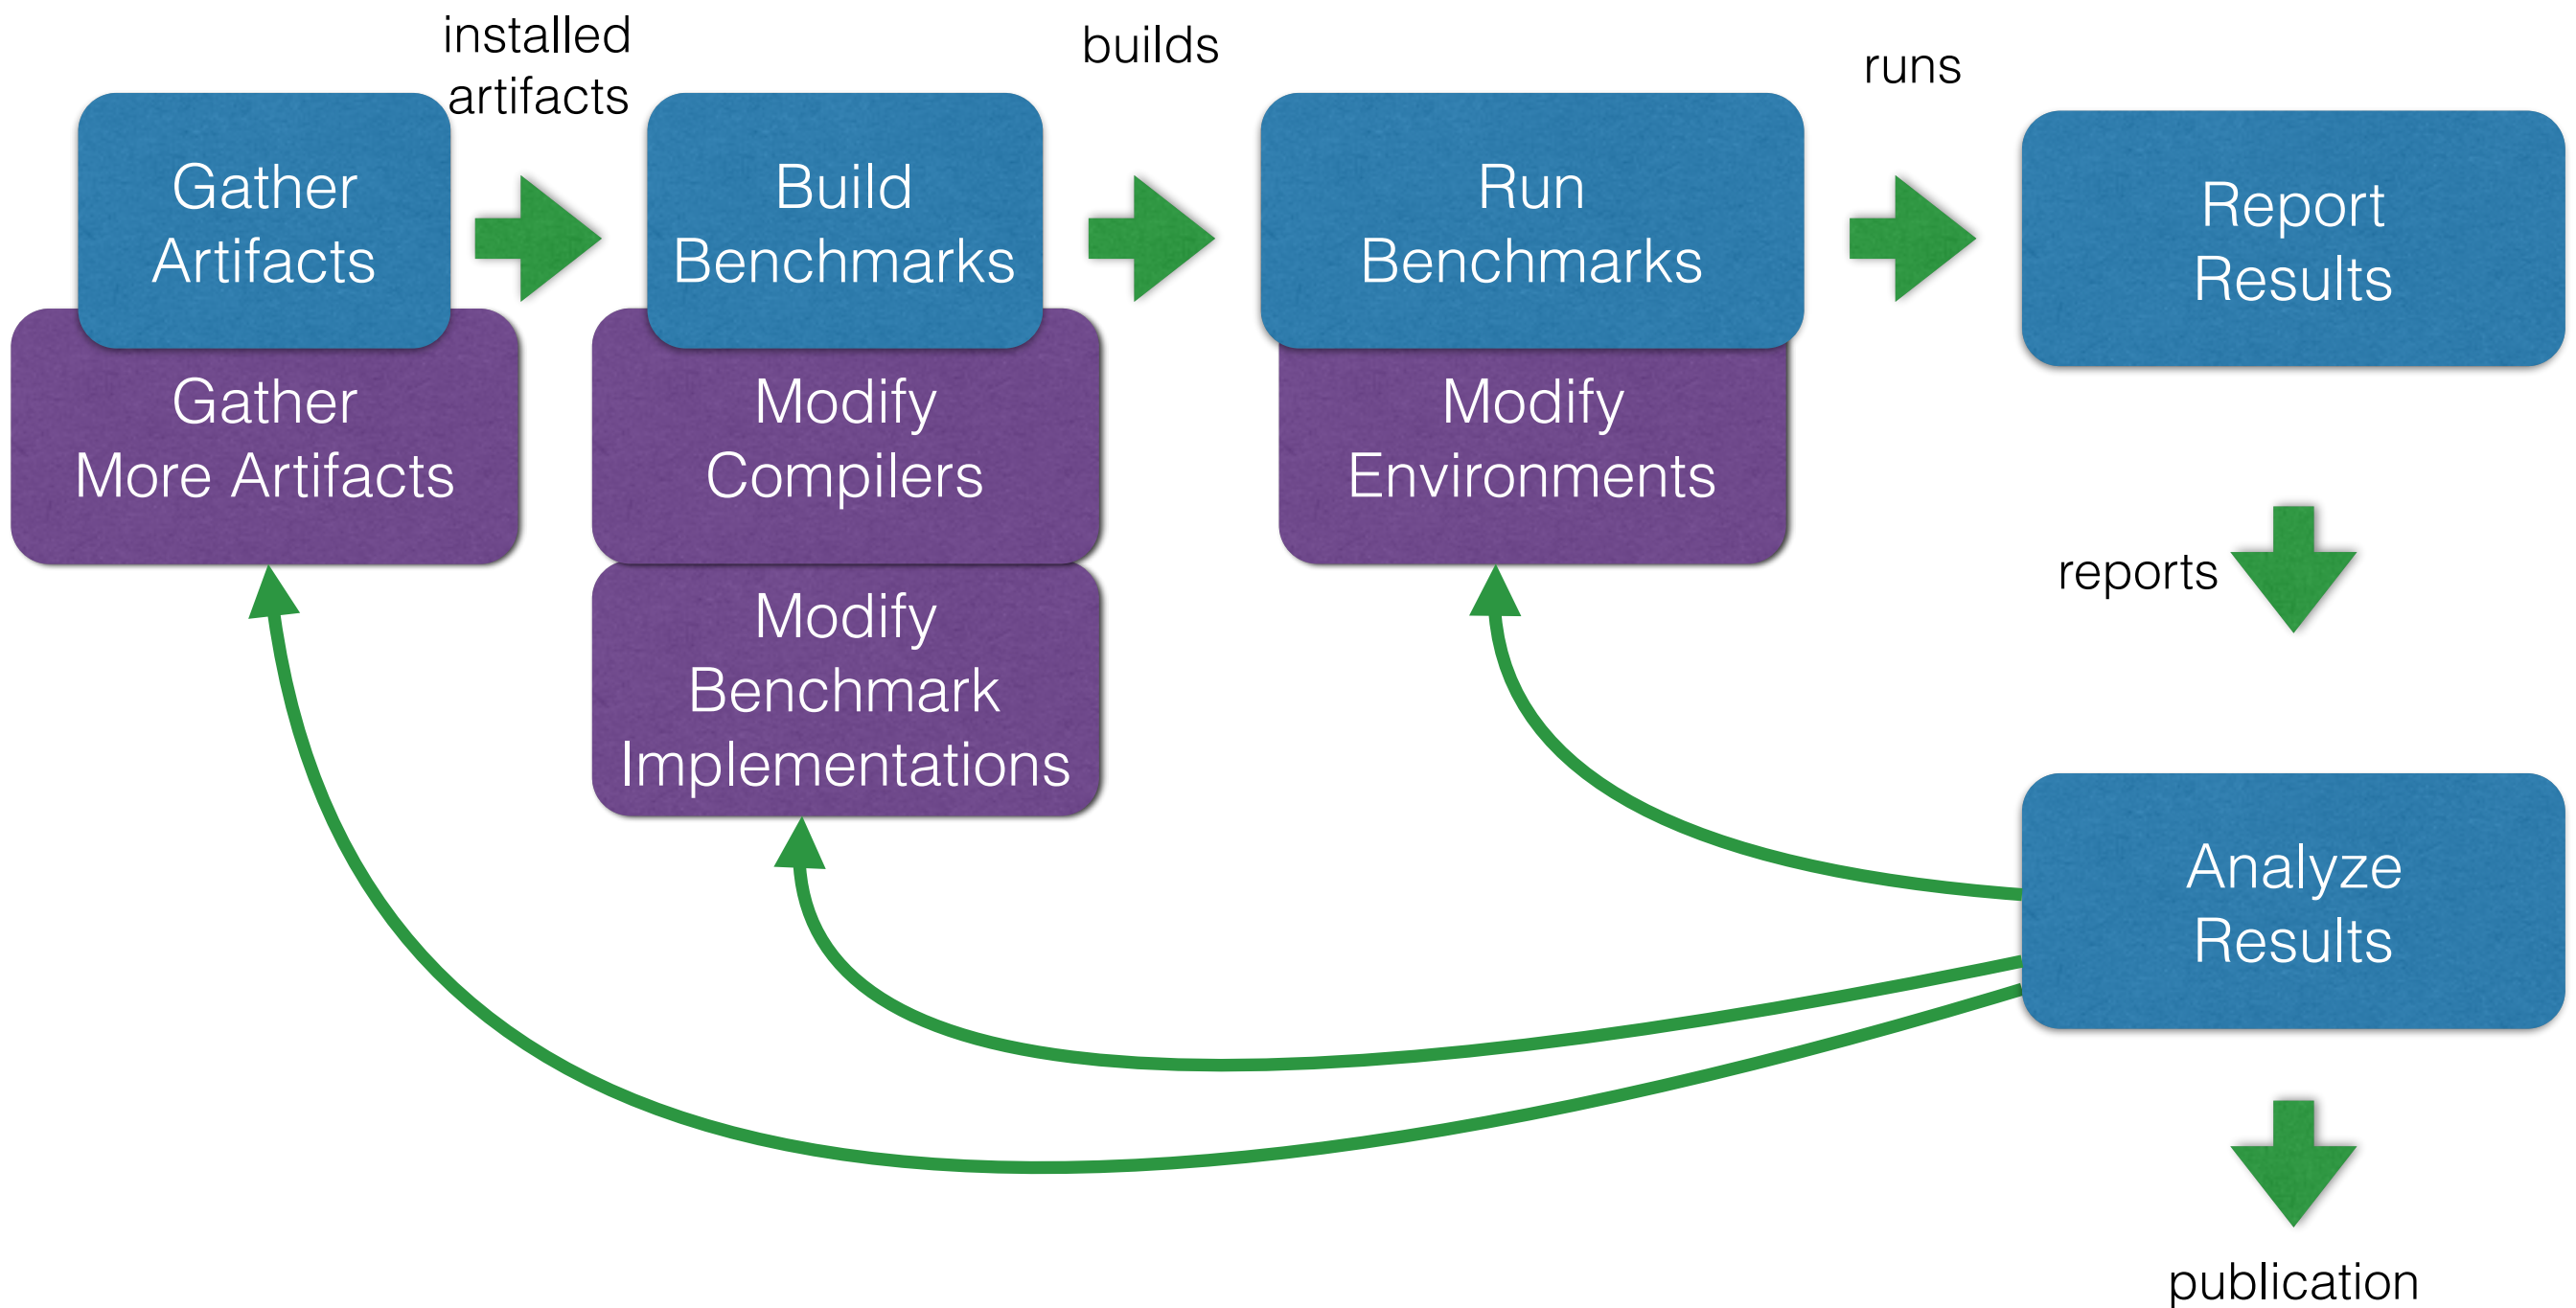 installed
artifacts
builds
runs
Gather
Artifacts
Build
Benchmarks
Run
Benchmarks
Report
Results
Gather
More Artifacts
Modify
Compilers
Modify
Environments
Modify
Benchmark
Implementations
reports
Analyze
Results
publication